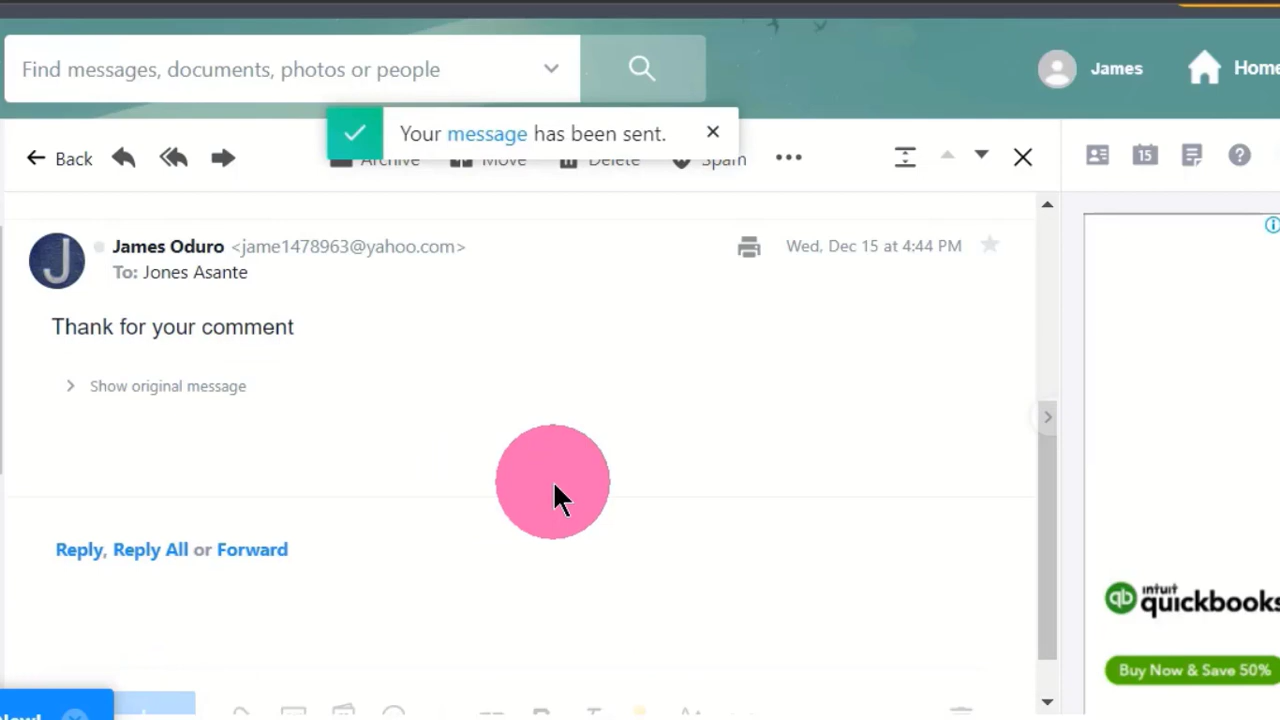 Find messages, documents, photos or people
James
Home
Your message has been sent.
Back
Archive
Move
Delete
Spam
15
J
James Oduro <jame1478963@yahoo.com>
Wed, Dec 15 at 4:44 PM
To: Jones Asante
Thank for your comment
Show original message
Reply, Reply All or Forward
qb
intuit
quickbooks
Buy Now & Save 50%